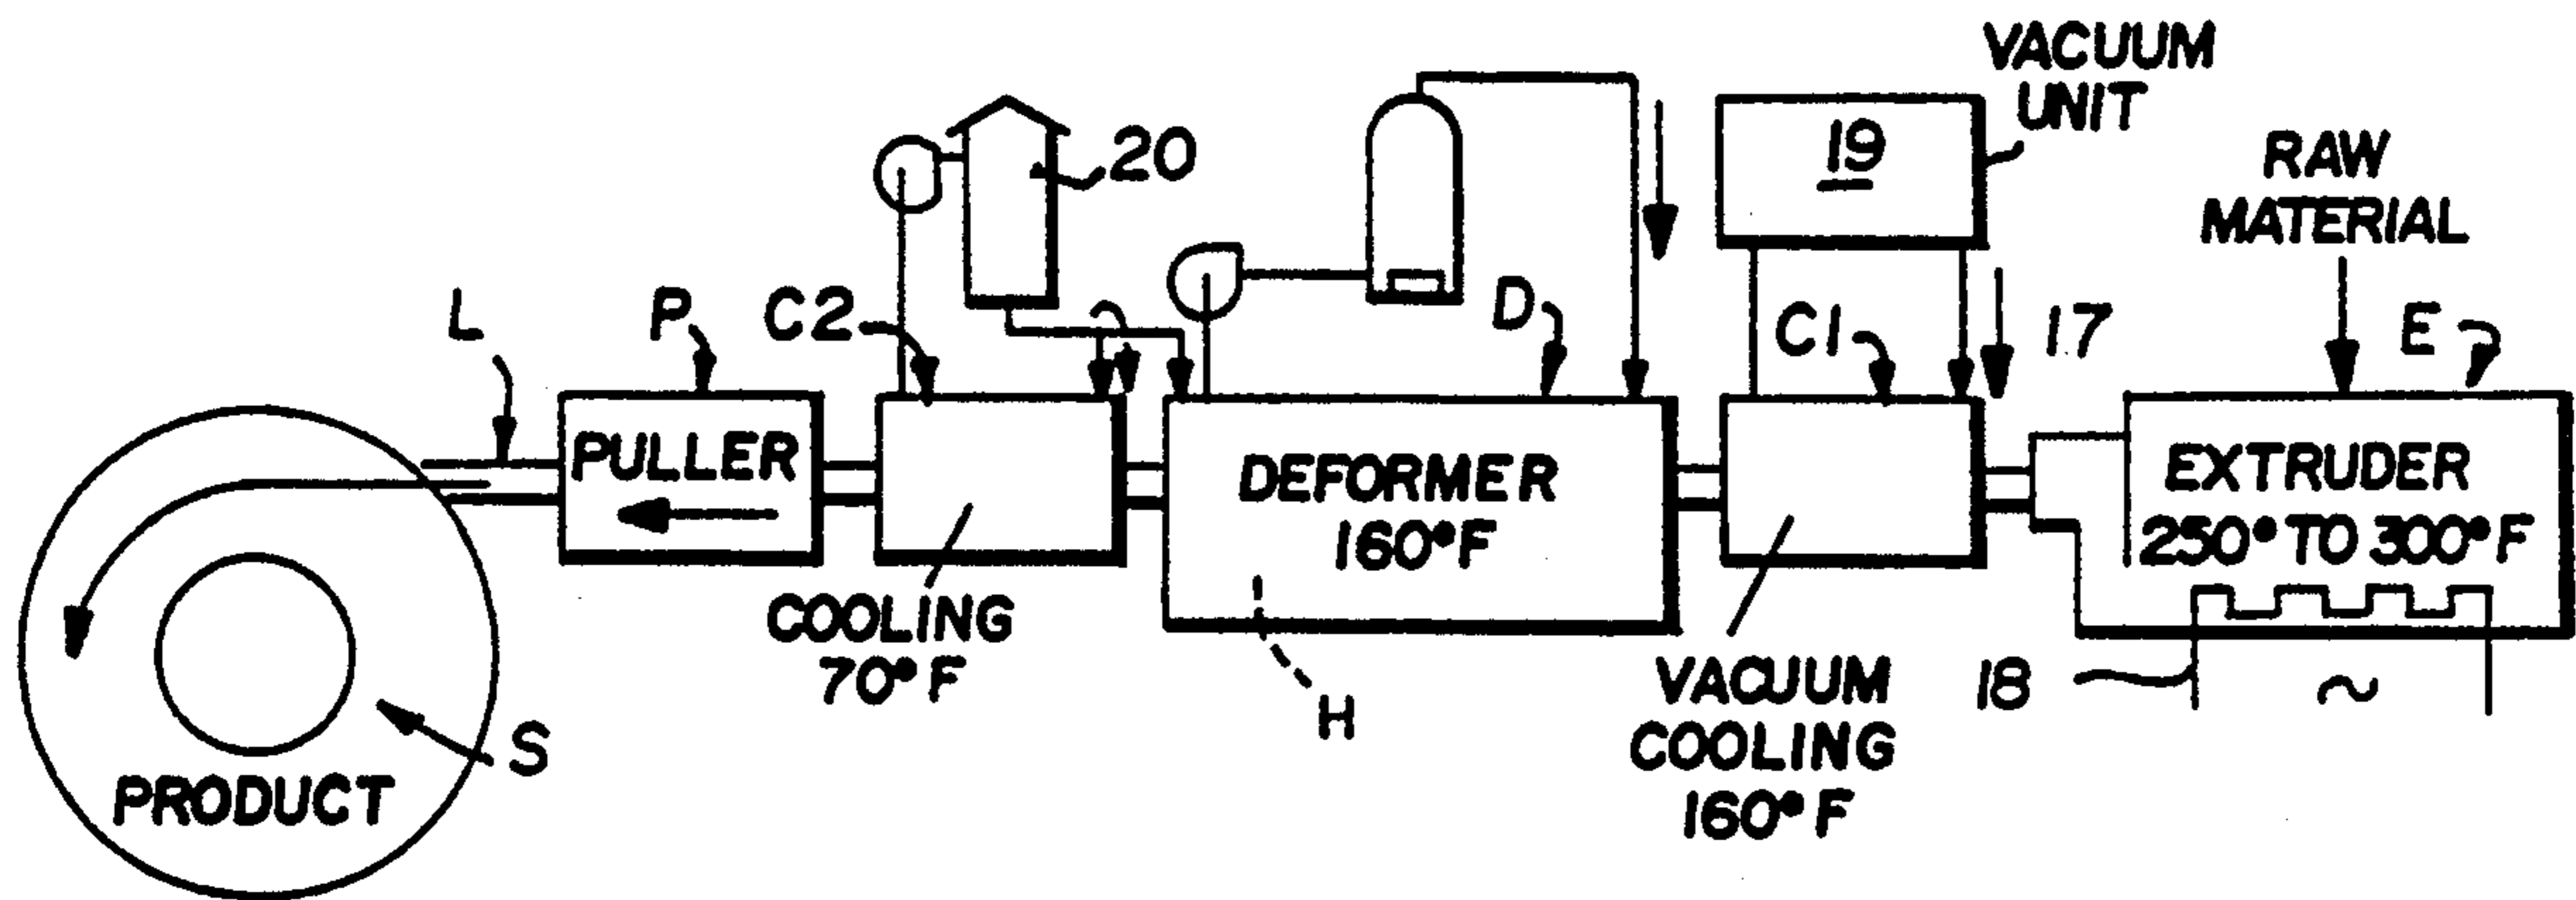 VACUUM
UNIT
19
20
RAW
MATERIAL
L
P
C2
D
C1
17
E
PULLER
DEFORMER
160°F
EXTRUDER
250° TO 300° F
COOLING
70° F
H
VACUUM
COOLING
160° F
18
~
S
PRODUCT